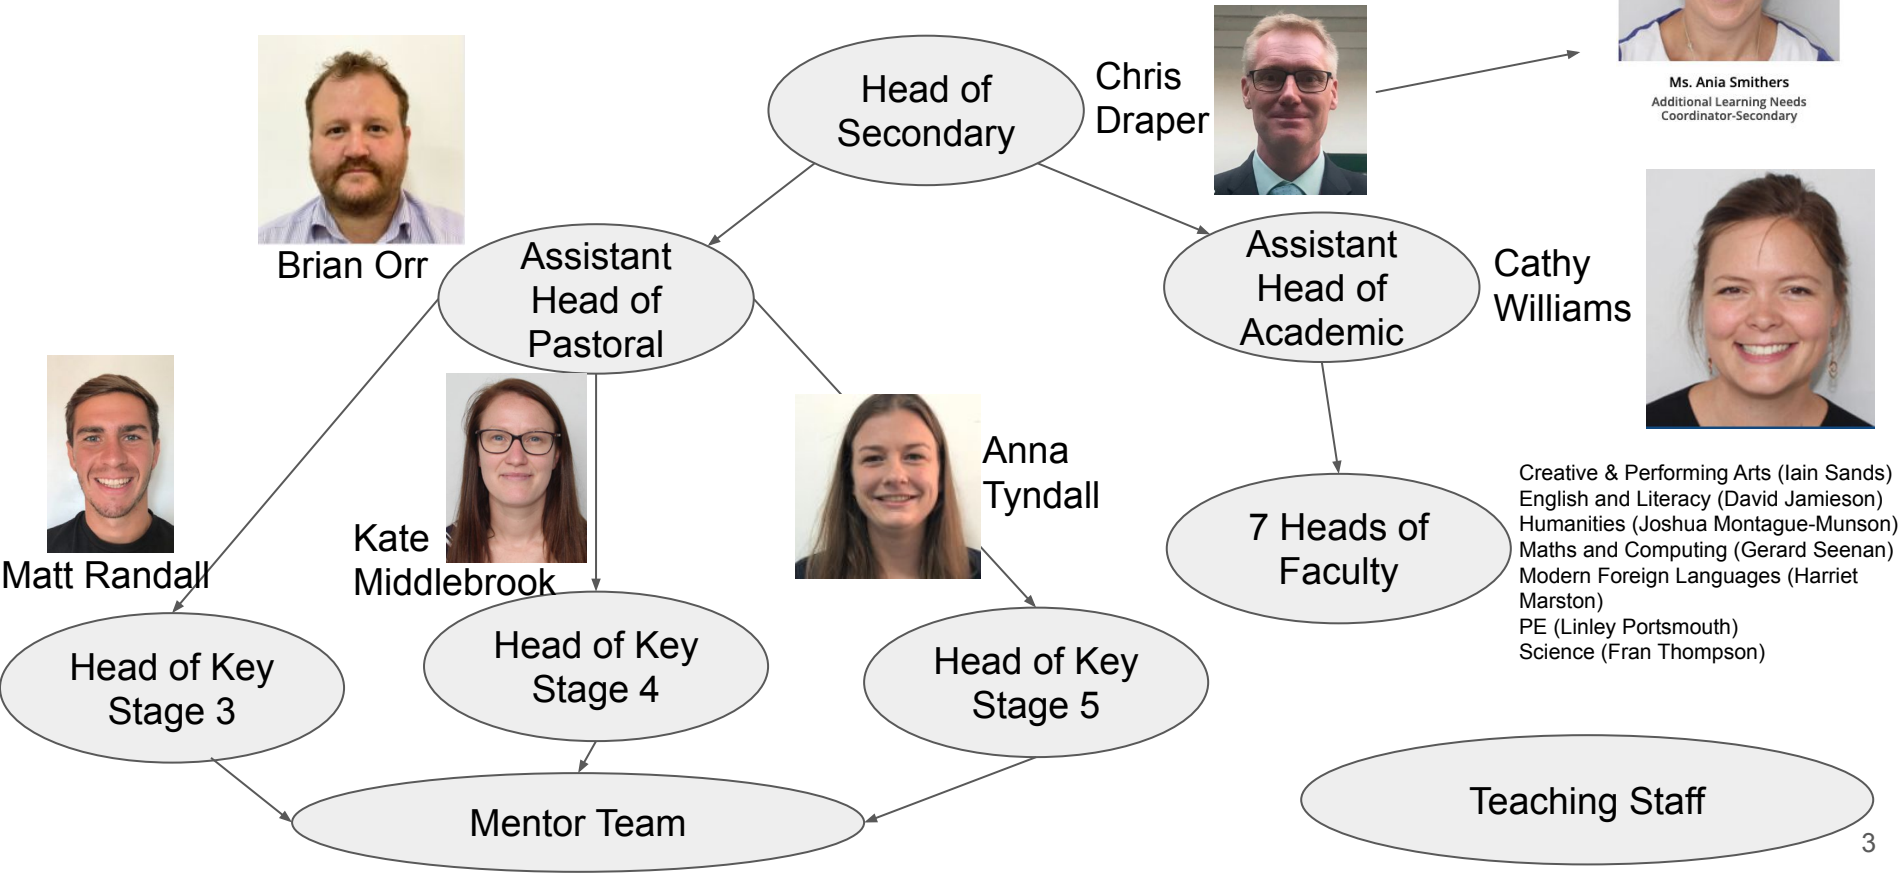 Head of
Secondary
Chris
Draper
Ms. Ania Smithers
Additional Learning Needs
Coordinator-Secondary
Brian Orr
Assistant
Head of
Pastoral
Assistant
Head of
Academic
Cathy
Williams
Matt Randall
Kate
Middlebrook
Anna
Tyndall
7 Heads of
Faculty
Creative & Performing Arts (Iain Sands)
English and Literacy (David Jamieson)
Humanities (Joshua Montague-Munson)
Maths and Computing (Gerard Seenan)
Modern Foreign Languages (Harriet
Marston)
PE (Linley Portsmouth)
Science (Fran Thompson)
Head of Key
Stage 3
Head of Key
Stage 4
Head of Key
Stage 5
Mentor Team
Teaching Staff
3